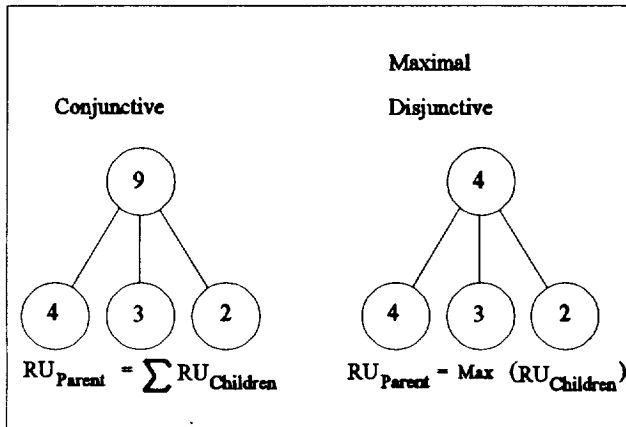 Maximal
Conjunctive Disjunctive
9 4
4 3 2 4 3 2
RU_Parent = ∑ RU_Children RU_Parent = Max (RU_Children)